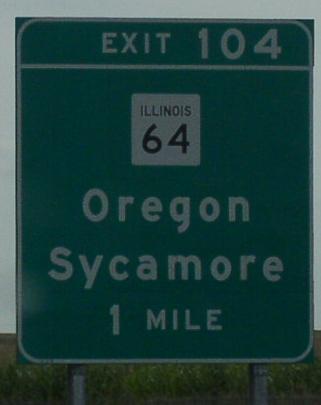 EXIT 104
ILLINOIS
64
Oregon
Sycamore
1 MILE